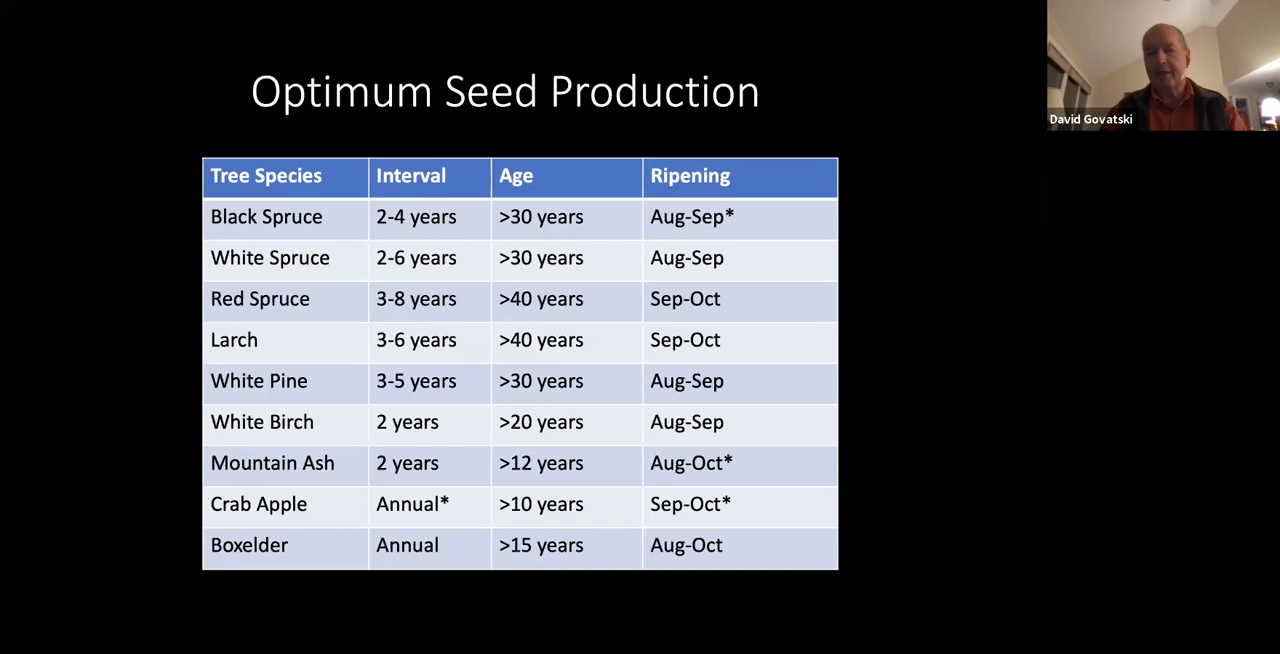 Optimum Seed Production
David Govatski
Tree Species Interval Age Ripening
Black Spruce 2-4 years >30 years Aug-Sep*
White Spruce 2-6 years >30 years Aug-Sep
Red Spruce 3-8 years >40 years Sep-Oct
Larch 3-6 years >40 years Sep-Oct
White Pine 3-5 years >30 years Aug-Sep
White Birch 2 years >20 years Aug-Sep
Mountain Ash 2 years >12 years Aug-Oct*
Crab Apple Annual* >10 years Sep-Oct*
Boxelder Annual >15 years Aug-Oct